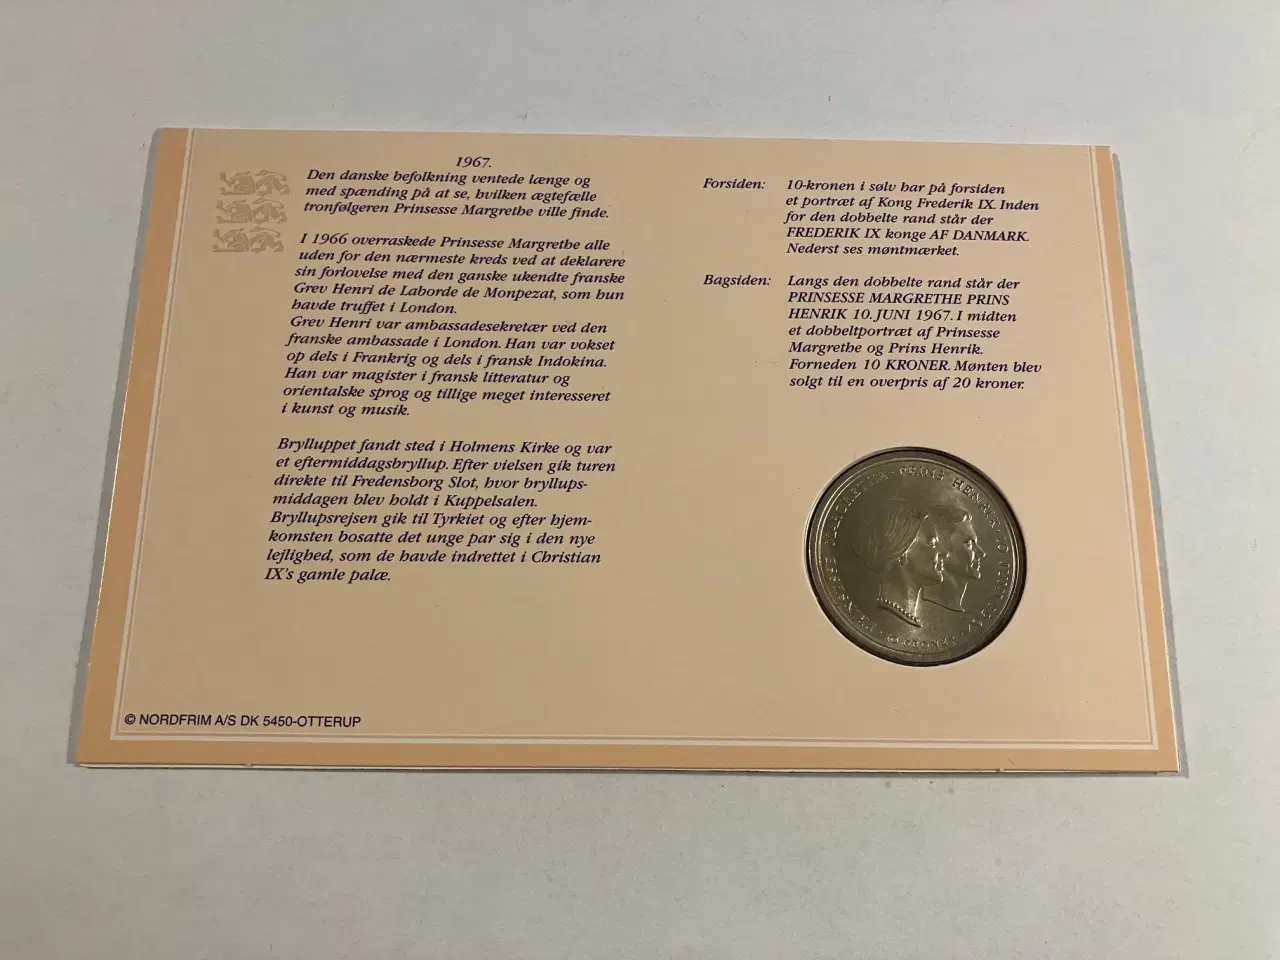 1967.
Den danske befolkning ventede længe og
med spænding på at se, hvilken ægtefælle
tronfølgeren Prinsesse Margrethe ville finde.
I 1966 overraskede Prinsesse Margrethe alle
uden for den nærmeste kreds ved at deklarere
sin forlovelse med den ganske ukendte franske
Grev Henri de Laborde de Monpezat, som hun
havde truffet i London.
Grev Henri var ambassadesekretær ved den
franske ambassade i London. Han var vokset
op dels i Frankrig og dels i fransk Indokina.
Han var magister i fransk litteratur og
orientalske sprog og tillige meget interesseret
i kunst og musik.
Brylluppet fandt sted i Holmens Kirke og var
et eftermiddagsbryllup. Efter vielsen gik turen
direkte til Fredensborg Slot, hvor bryllups-
middagen blev holdt i Kuppelsalen.
Bryllupsrejsen gik til Tyrkiet og efter hjem-
komsten bosatte det unge par sig i den nye
lejlighed, som de havde indrettet i Christian
IX's gamle palæ.
© NORDFRIM A/S DK 5450-OTTERUP
Forsiden: 10-kronen i sølv har på forsiden
et portræt af Kong Frederik IX. Inden
for den dobbelte rand står der
FREDERIK IX konge AF DANMARK.
Nederst ses møntmærket.
Bagsiden: Langs den dobbelte rand står der
PRINSESSE MARGRETHE PRINS
HENRIK 10. JUNI 1967. I midten
et dobbeltportræt af Prinsesse
Margrethe og Prins Henrik.
Forneden 10 KRONER. Mønten blev
solgt til en overpris af 20 kroner.
PRINSESSE MARGRETHE · PRINS HENRIK 10 JUNI 1967
10 KRONER